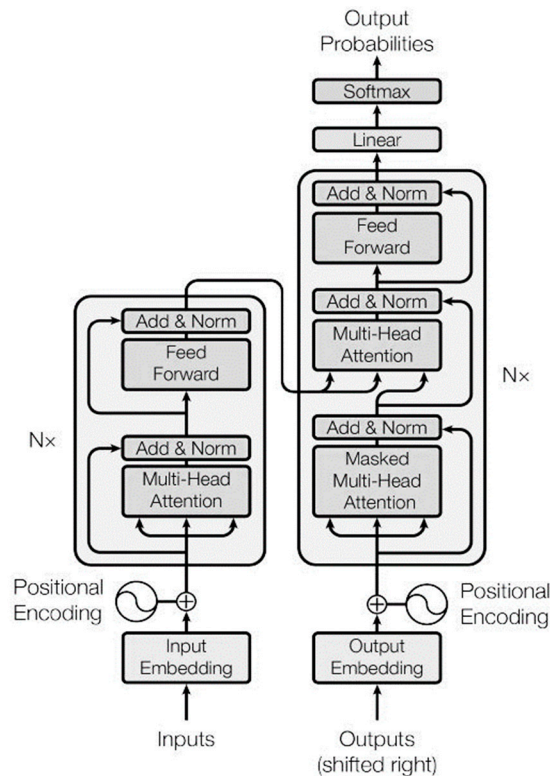 Output
Probabilities
Softmax
Linear
Add & Norm
Feed
Forward
Add & Norm
Multi-Head
Attention
Nx
Add & Norm
Masked
Multi-Head
Attention
Add & Norm
Feed
Forward
Nx
Add & Norm
Multi-Head
Attention
Positional
Encoding
Positional
Encoding
Input
Embedding
Output
Embedding
Inputs
Outputs
(shifted right)